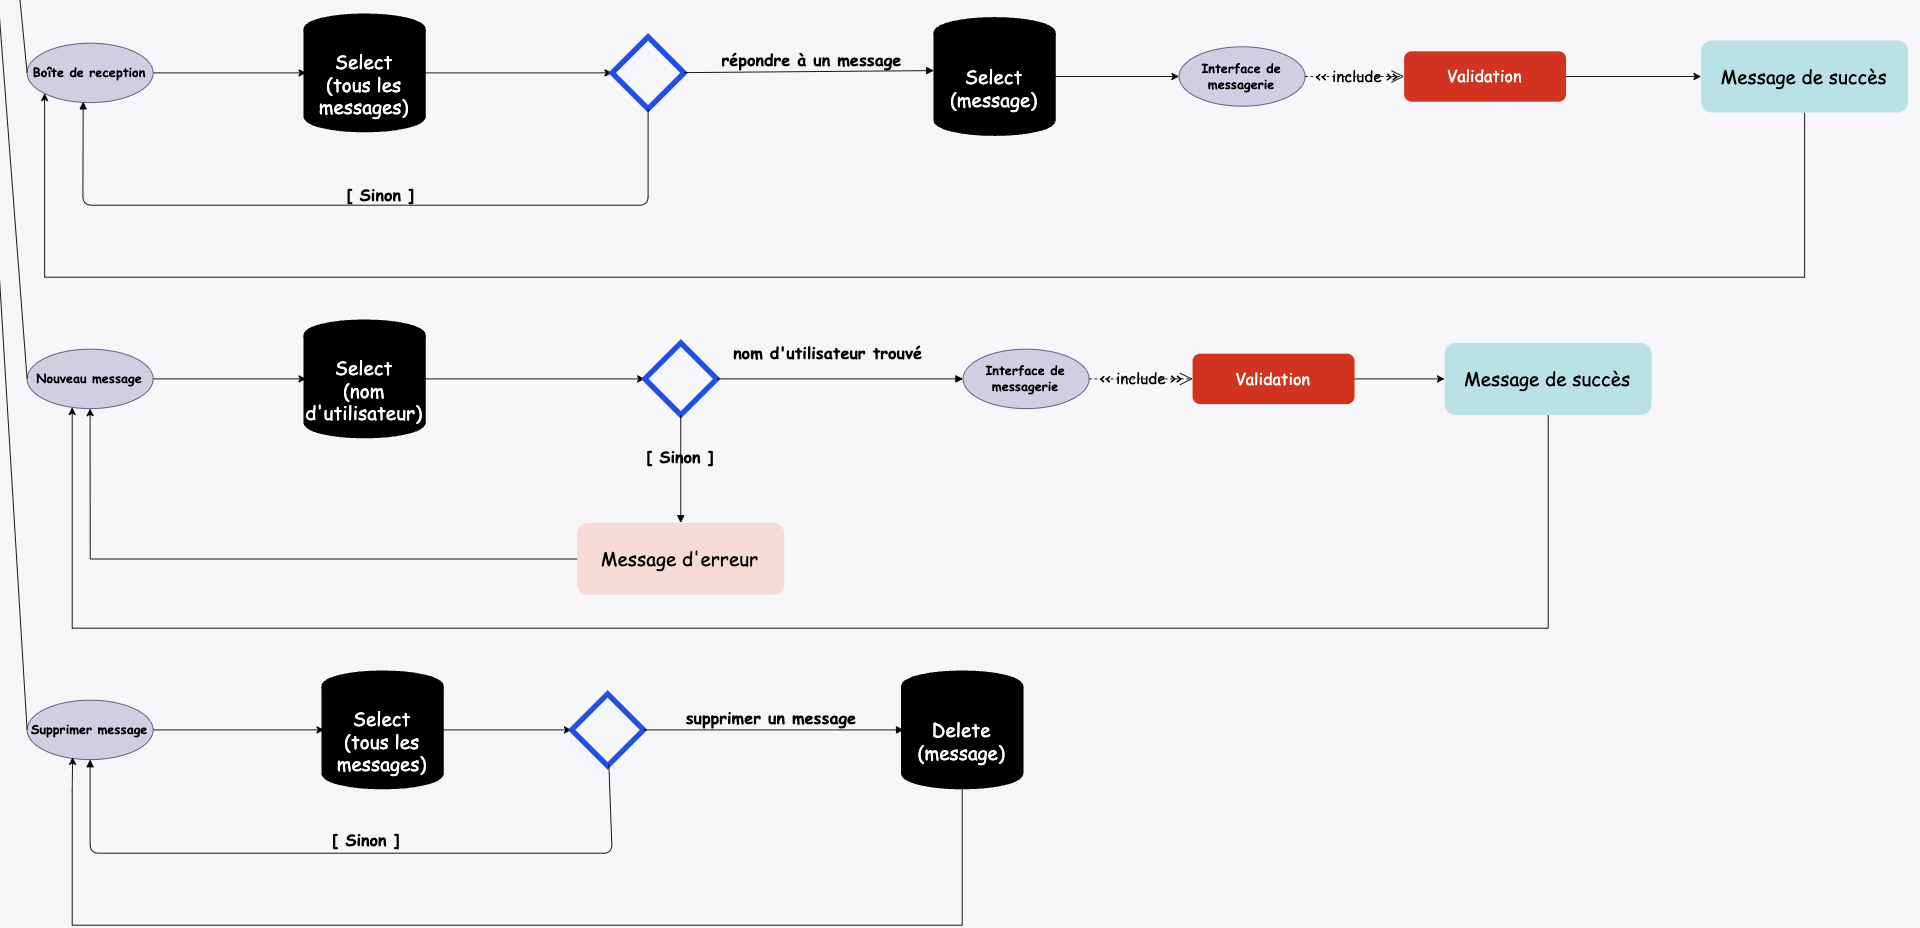 Boîte de reception
Select
(tous les
messages)
répondre à un message
Select
(message)
Interface de
messagerie
<< include >>
Validation
Message de succès
[ Sinon ]
Nouveau message
Select
(nom
d'utilisateur)
nom d'utilisateur trouvé
Interface de
messagerie
<< include >>
Validation
Message de succès
[ Sinon ]
Message d'erreur
Supprimer message
Select
(tous les
messages)
supprimer un message
Delete
(message)
[ Sinon ]